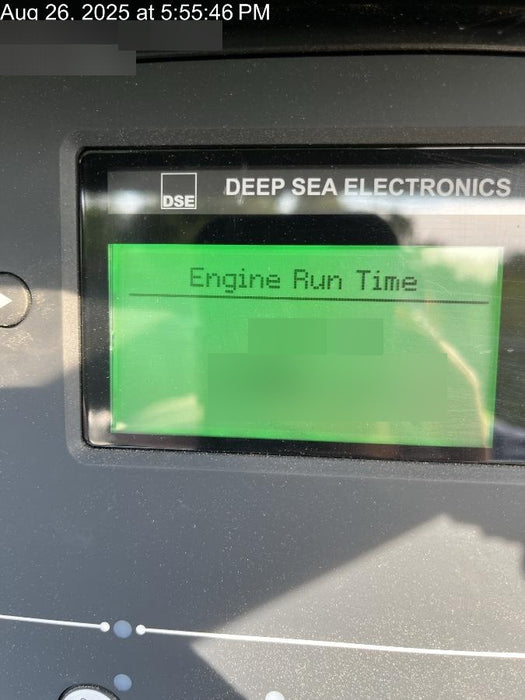 Aug 26, 2025 at 5:55:46 PM
DSE
DEEP SEA ELECTRONICS
Engine Run Time